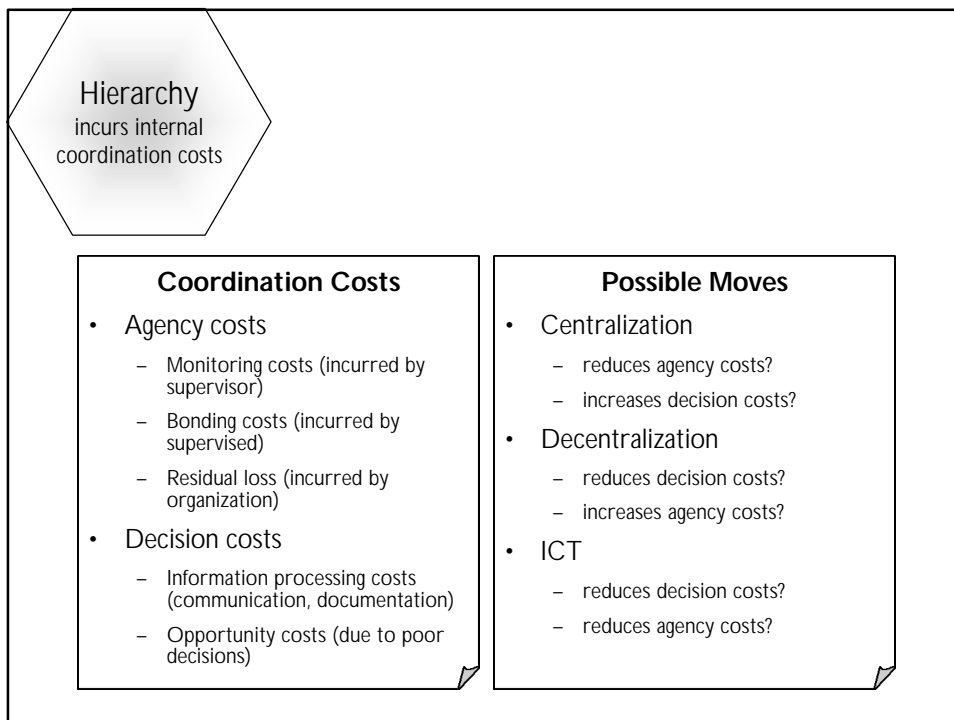 Hierarchy
incurs internal
coordination costs
Coordination Costs
• Agency costs
– Monitoring costs (incurred by
supervisor)
– Bonding costs (incurred by
supervised)
– Residual loss (incurred by
organization)
• Decision costs
– Information processing costs
(communication, documentation)
– Opportunity costs (due to poor
decisions)
Possible Moves
• Centralization
– reduces agency costs?
– increases decision costs?
• Decentralization
– reduces decision costs?
– increases agency costs?
• ICT
– reduces decision costs?
– reduces agency costs?